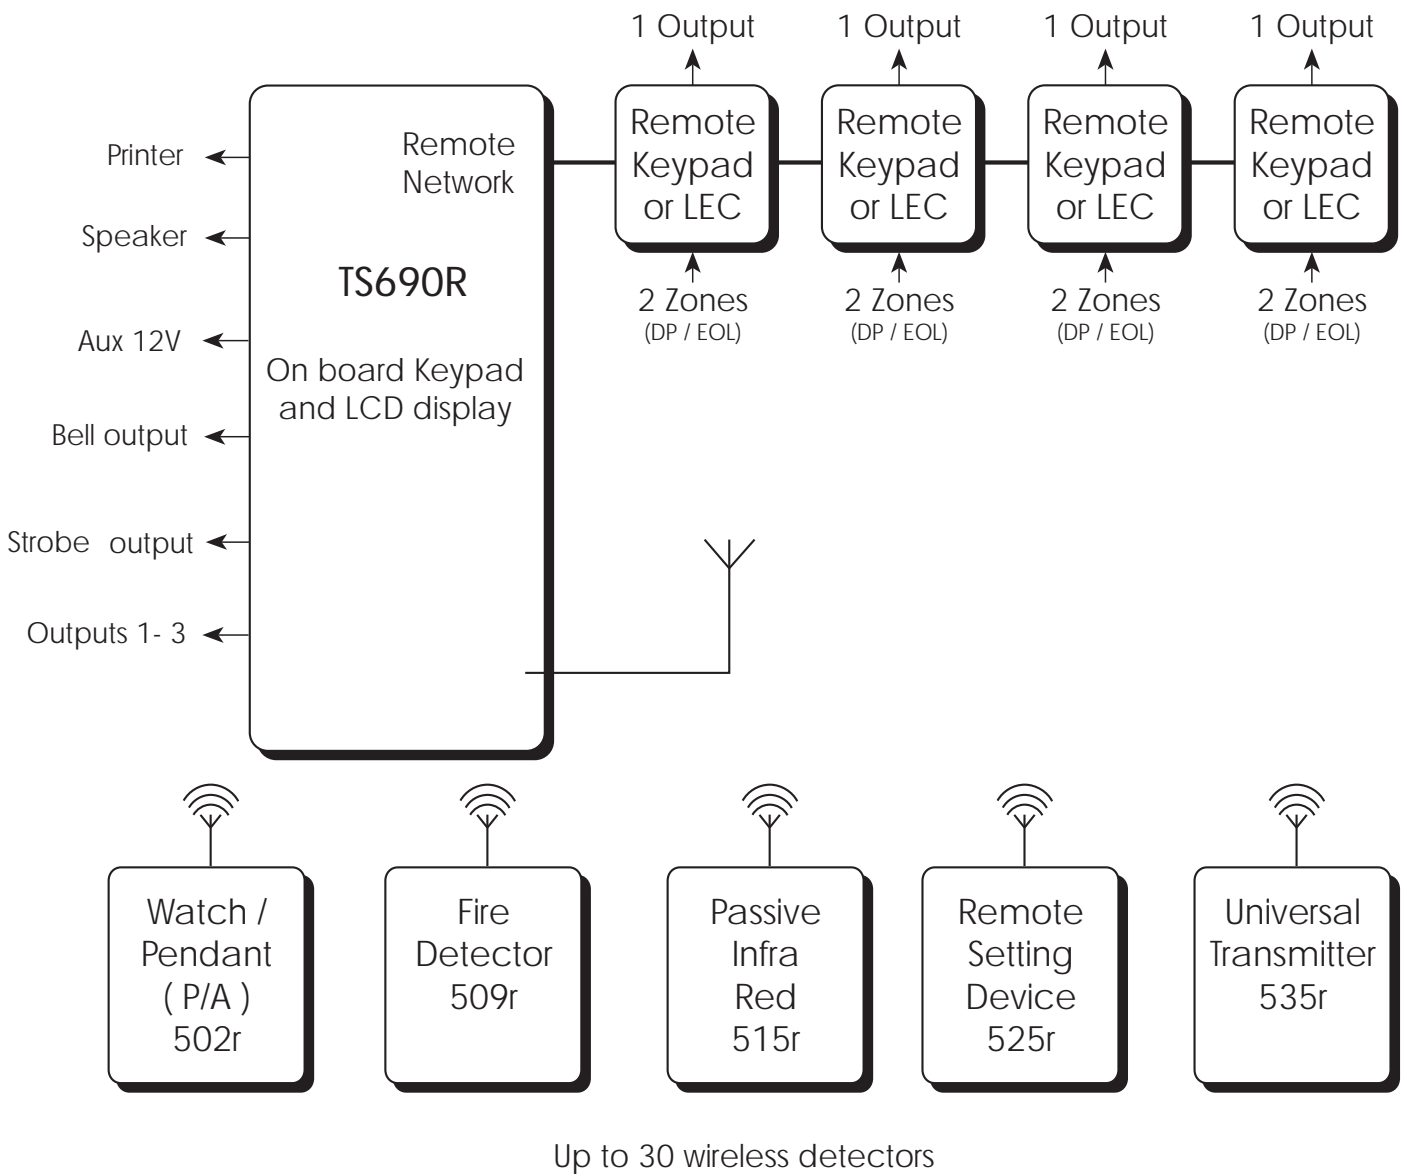 1 Output
1 Output
1 Output
1 Output
Remote
Keypad
or LEC
Remote
Keypad
or LEC
Remote
Keypad
or LEC
Remote
Keypad
or LEC
2 Zones
(DP / EOL)
2 Zones
(DP / EOL)
2 Zones
(DP / EOL)
2 Zones
(DP / EOL)
Remote
Network
TS690R
On board Keypad
and LCD display
Printer
Speaker
Aux 12V
Bell output
Strobe output
Outputs 1- 3
Watch /
Pendant
( P/A )
502r
Fire
Detector
509r
Passive
Infra
Red
515r
Remote
Setting
Device
525r
Universal
Transmitter
535r
Up to 30 wireless detectors